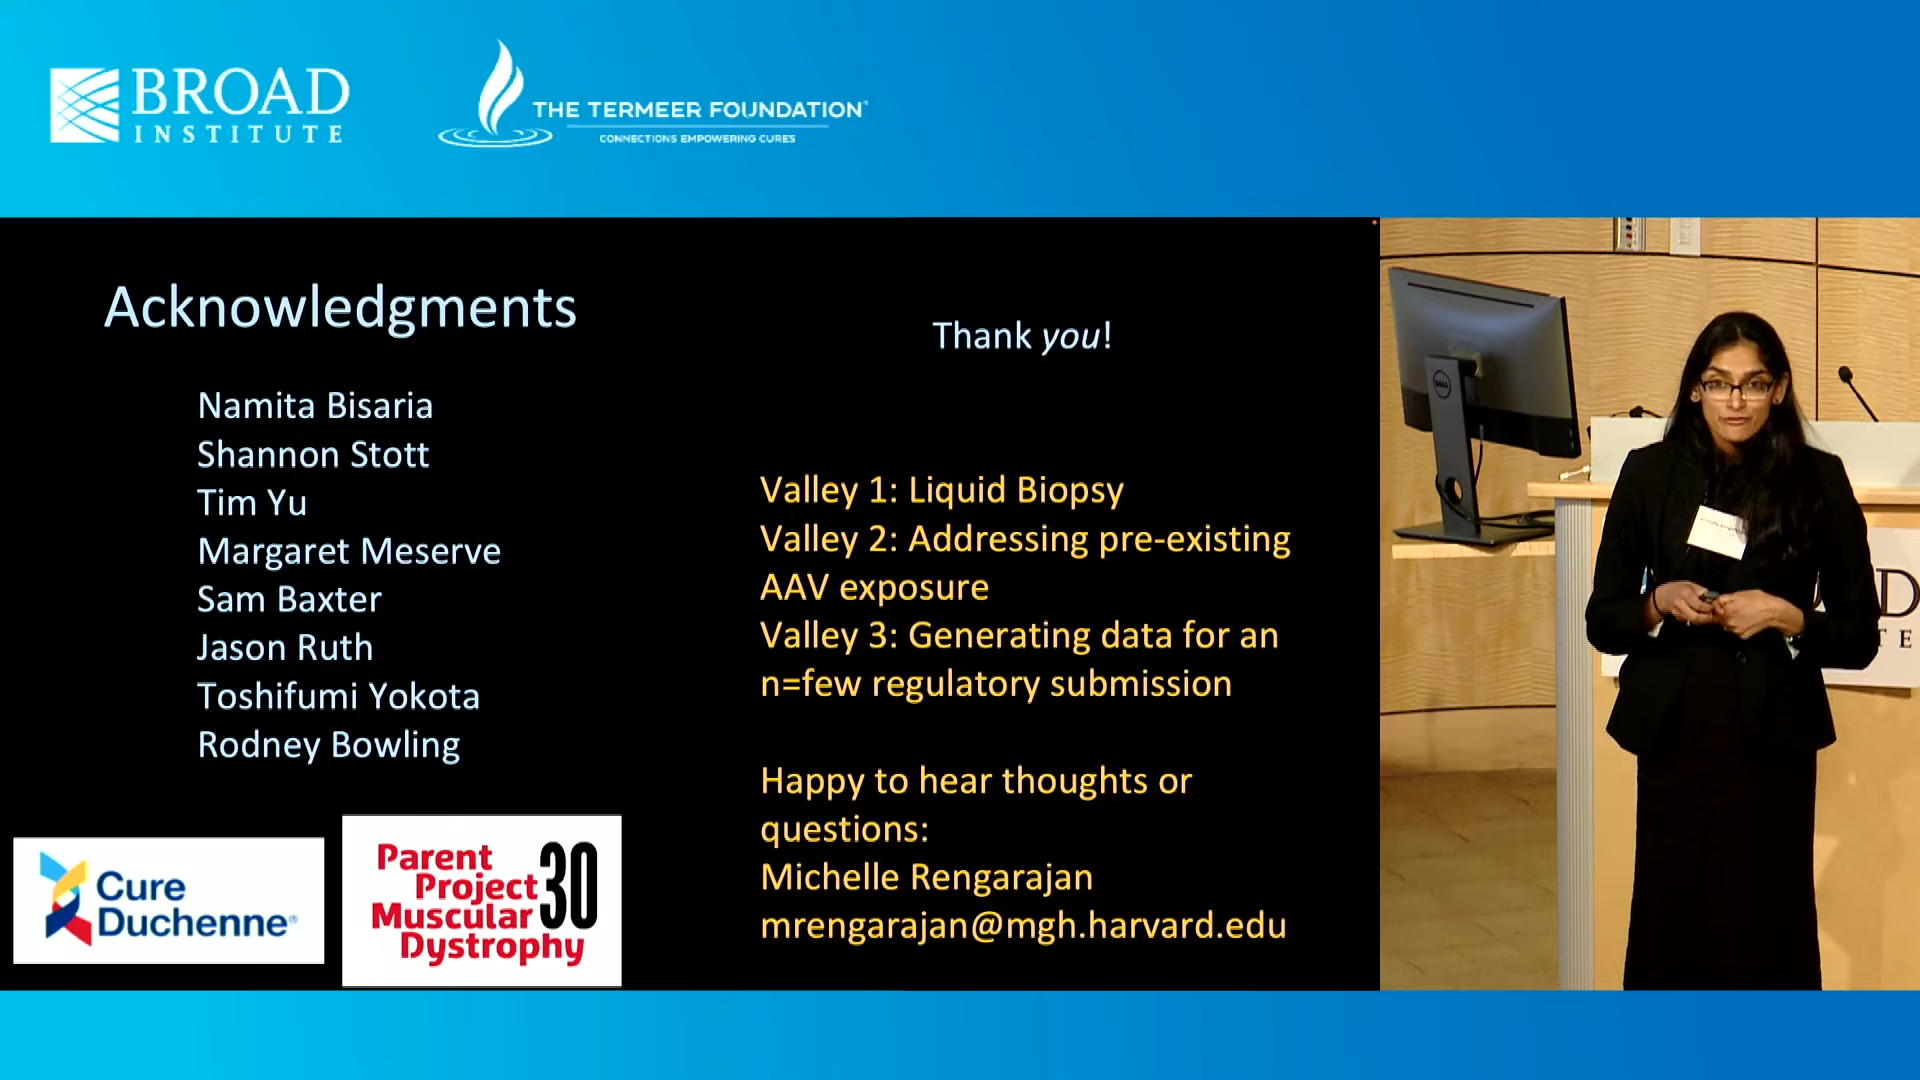 BROAD
INSTITUTE
THE TERMEER FOUNDATION
CONNECTIONS EMPOWERING CURES
Acknowledgments
Namita Bisaria
Shannon Stott
Tim Yu
Margaret Meserve
Sam Baxter
Jason Ruth
Toshifumi Yokota
Rodney Bowling
Cure
Duchenne®
Parent
Project
Muscular
Dystrophy
30
Thank you!
Valley 1: Liquid Biopsy
Valley 2: Addressing pre-existing
AAV exposure
Valley 3: Generating data for an
n=few regulatory submission
Happy to hear thoughts or
questions:
Michelle Rengarajan
mrengarajan@mgh.harvard.edu
DELL
D
TE